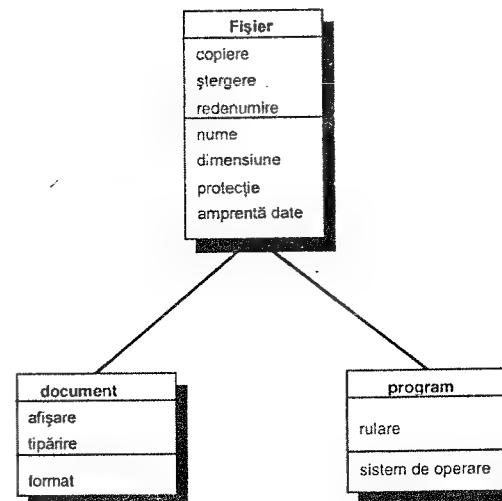 Fişier
copiere
ştergere
redenumire
nume
dimensiune
protecţie
amprentă date
document
afişare
tipărire
format
program
rulare
sistem de operare